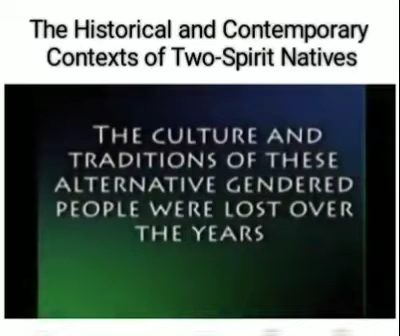 The Historical and Contemporary
Contexts of Two-Spirit Natives
THE CULTURE AND
TRADITIONS OF THESE
ALTERNATIVE GENDERED
PEOPLE WERE LOST OVER
THE YEARS